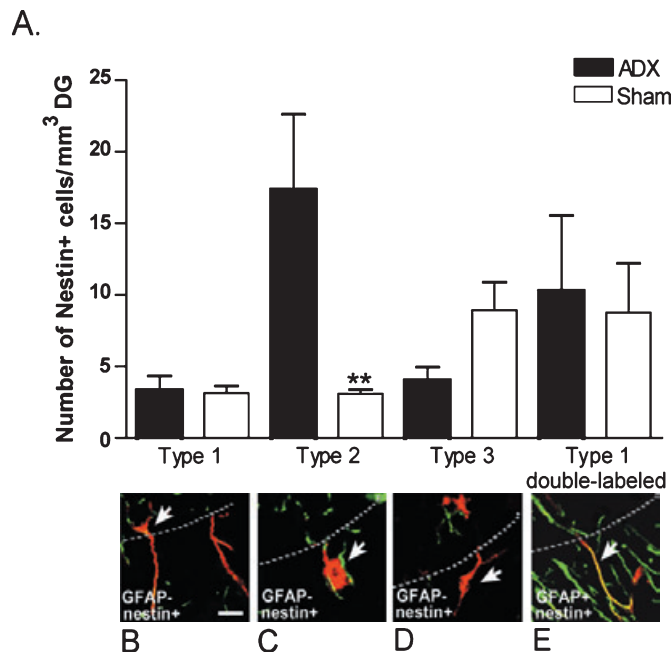 A.
ADX
Sham
Number of Nestin+ cells/mm³ DG
25
20
15
10
5
0
**
Type 1
Type 2
Type 3
Type 1
double-labeled
GFAP-
nestin+
GFAP-
nestin+
GFAP-
nestin+
GFAP+
nestin+
B
C
D
E